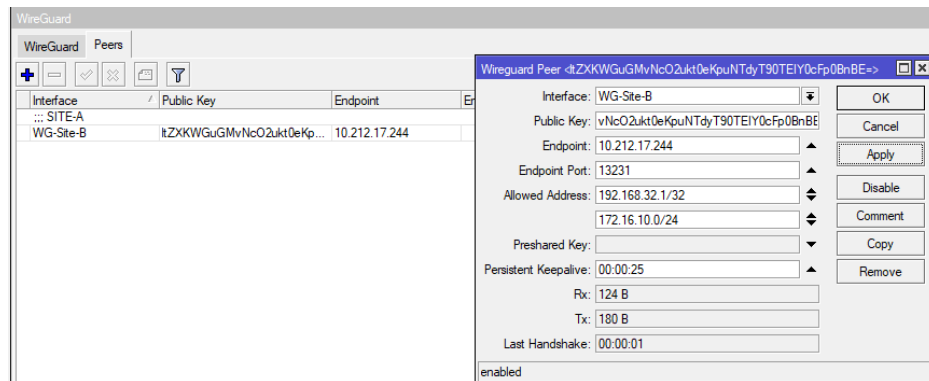 WireGuard
WireGuard Peers
Interface / Public Key Endpoint
::: SITE-A
WG-Site-B ltZXKWGuGMvNcO2ukt0eKp... 10.212.17.244
Wireguard Peer <ltZXKWGuGMvNcO2ukt0eKpuNTdyT90TEIY0cFp0BnBE=>
Interface: WG-Site-B
Public Key: vNcO2ukt0eKpuNTdyT90TEIY0cFp0BnBE
Endpoint: 10.212.17.244
Endpoint Port: 13231
Allowed Address: 192.168.32.1/32
172.16.10.0/24
Preshared Key:
Persistent Keepalive: 00:00:25
Rx: 124 B
Tx: 180 B
Last Handshake: 00:00:01
enabled
OK
Cancel
Apply
Disable
Comment
Copy
Remove